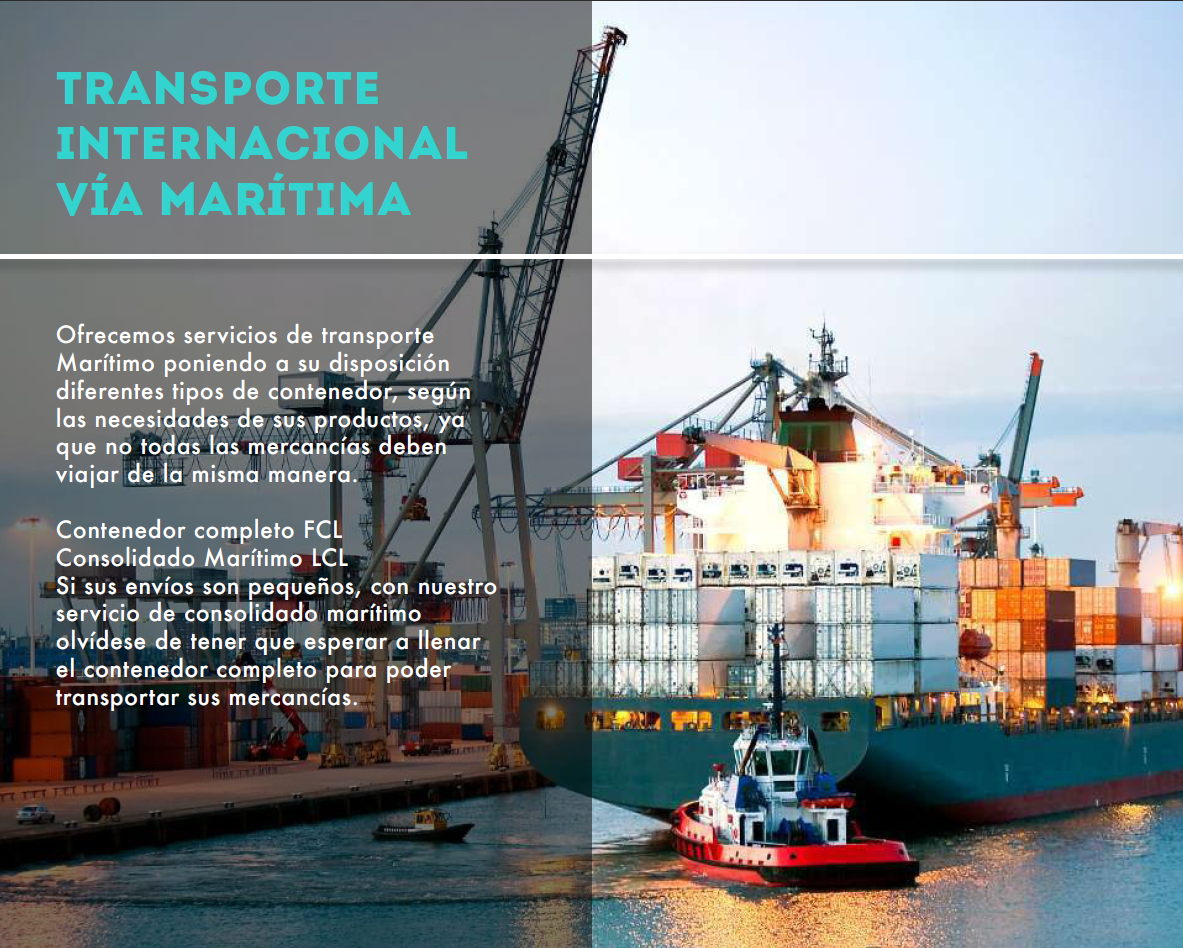 TRANSPORTE
INTERNACIONAL
VÍA MARÍTIMA
Ofrecemos servicios de transporte
Marítimo poniendo a su disposición
diferentes tipos de contenedor, según
las necesidades de sus productos, ya
que no todas las mercancías deben
viajar de la misma manera.
Contenedor completo FCL
Consolidado Marítimo LCL
Si sus envíos son pequeños, con nuestro
servicio de consolidado marítimo
olvídese de tener que esperar a llenar
el contenedor completo para poder
transportar sus mercancías.